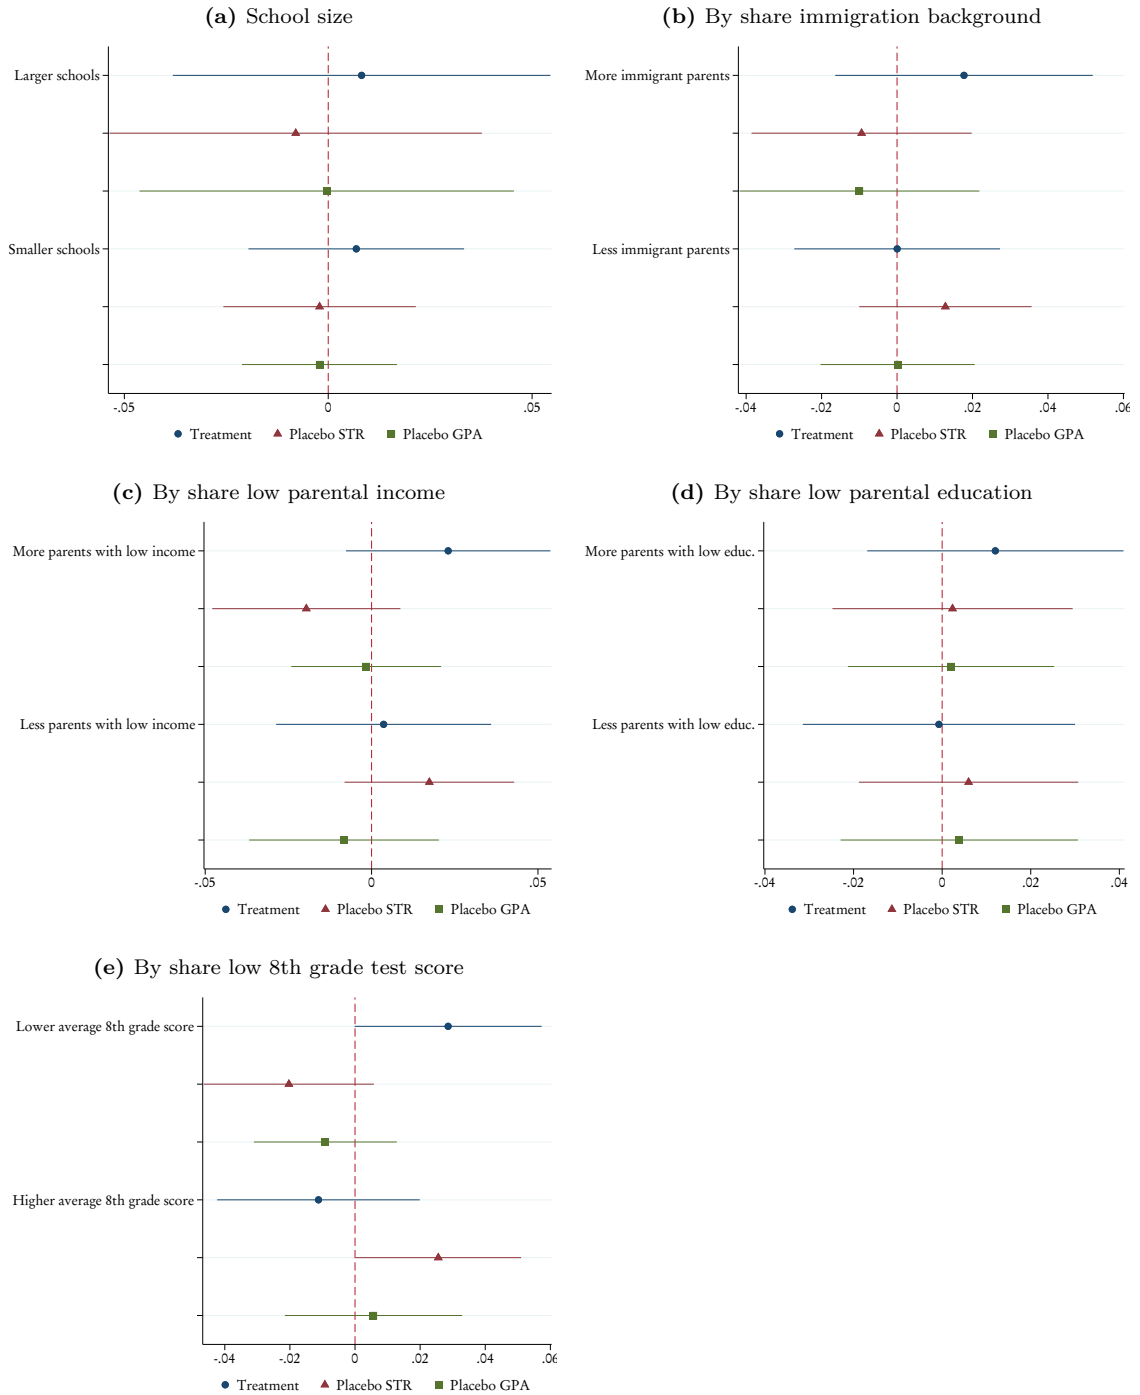 (a) School size
Larger schools
Smaller schools
-.05 0 .05
Treatment Placebo STR Placebo GPA
(b) By share immigration background
More immigrant parents
Less immigrant parents
-.04 -.02 0 .02 .04 .06
Treatment Placebo STR Placebo GPA
(c) By share low parental income
More parents with low income
Less parents with low income
-.05 0 .05
Treatment Placebo STR Placebo GPA
(d) By share low parental education
More parents with low educ.
Less parents with low educ.
-.04 -.02 0 .02 .04
Treatment Placebo STR Placebo GPA
(e) By share low 8th grade test score
Lower average 8th grade score
Higher average 8th grade score
-.04 -.02 0 .02 .04 .06
Treatment Placebo STR Placebo GPA